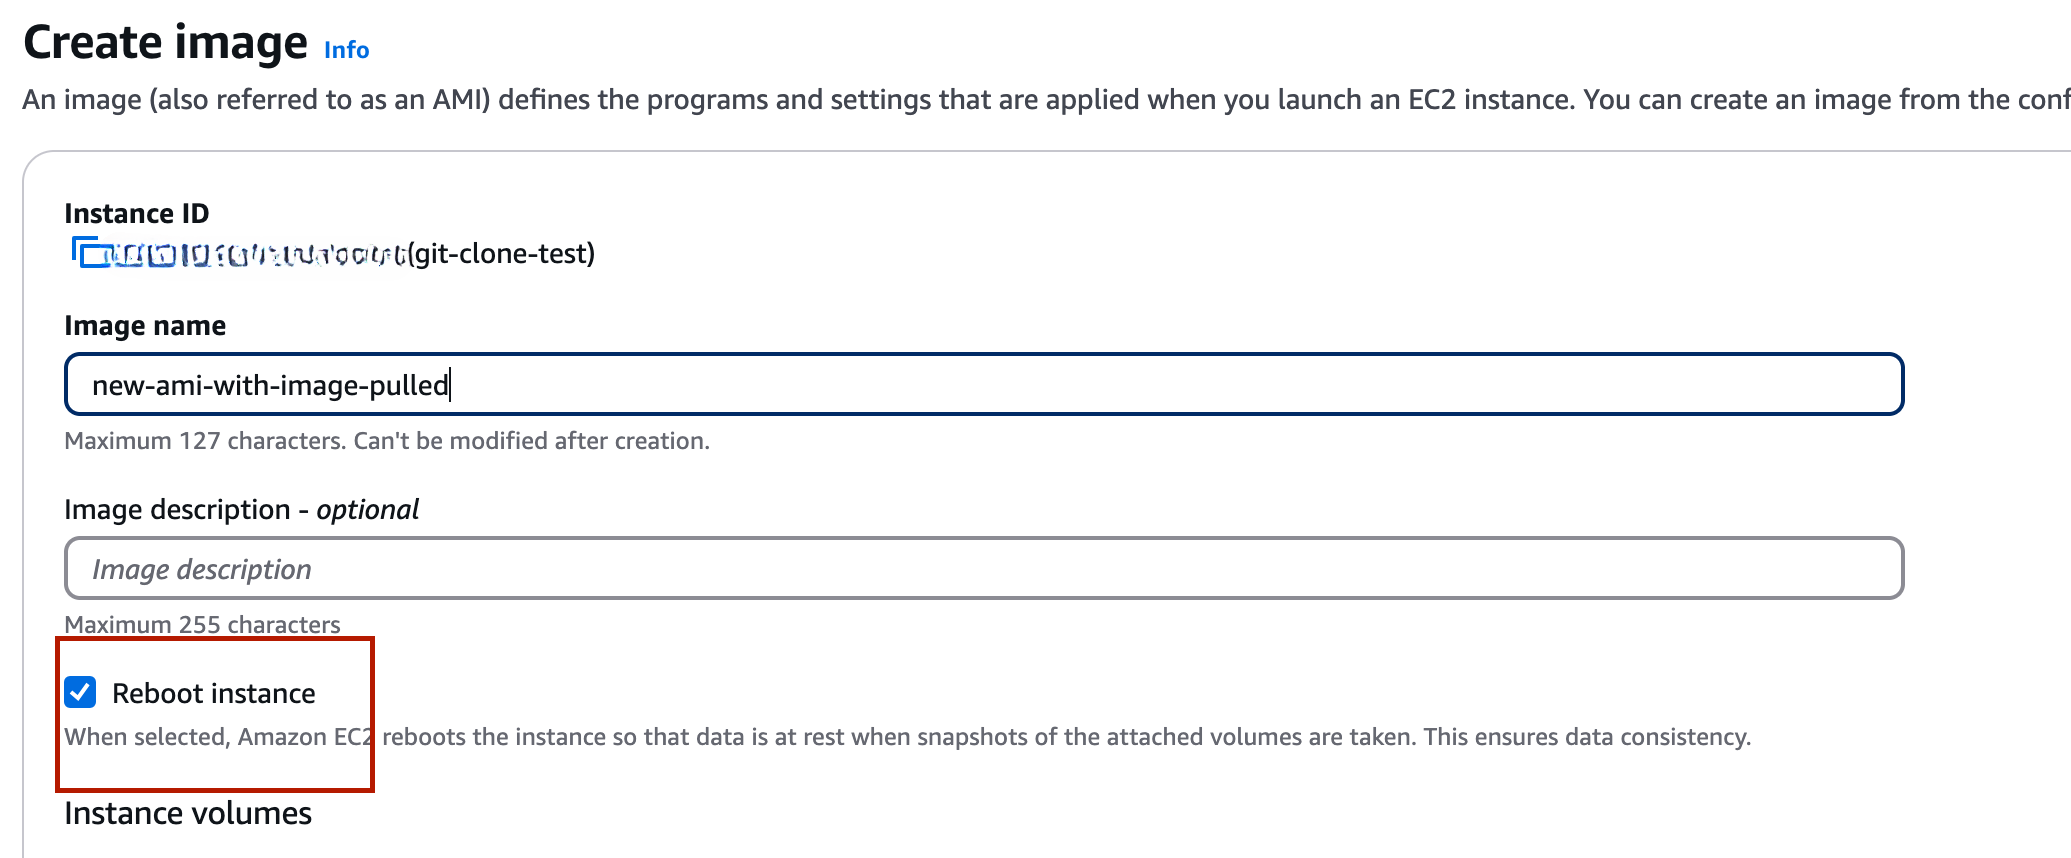 Create image Info
An image (also referred to as an AMI) defines the programs and settings that are applied when you launch an EC2 instance. You can create an image from the conf
Instance ID
(git-clone-test)
Image name
new-ami-with-image-pulled
Maximum 127 characters. Can't be modified after creation.
Image description - optional
Image description
Maximum 255 characters
Reboot instance
When selected, Amazon EC2 reboots the instance so that data is at rest when snapshots of the attached volumes are taken. This ensures data consistency.
Instance volumes